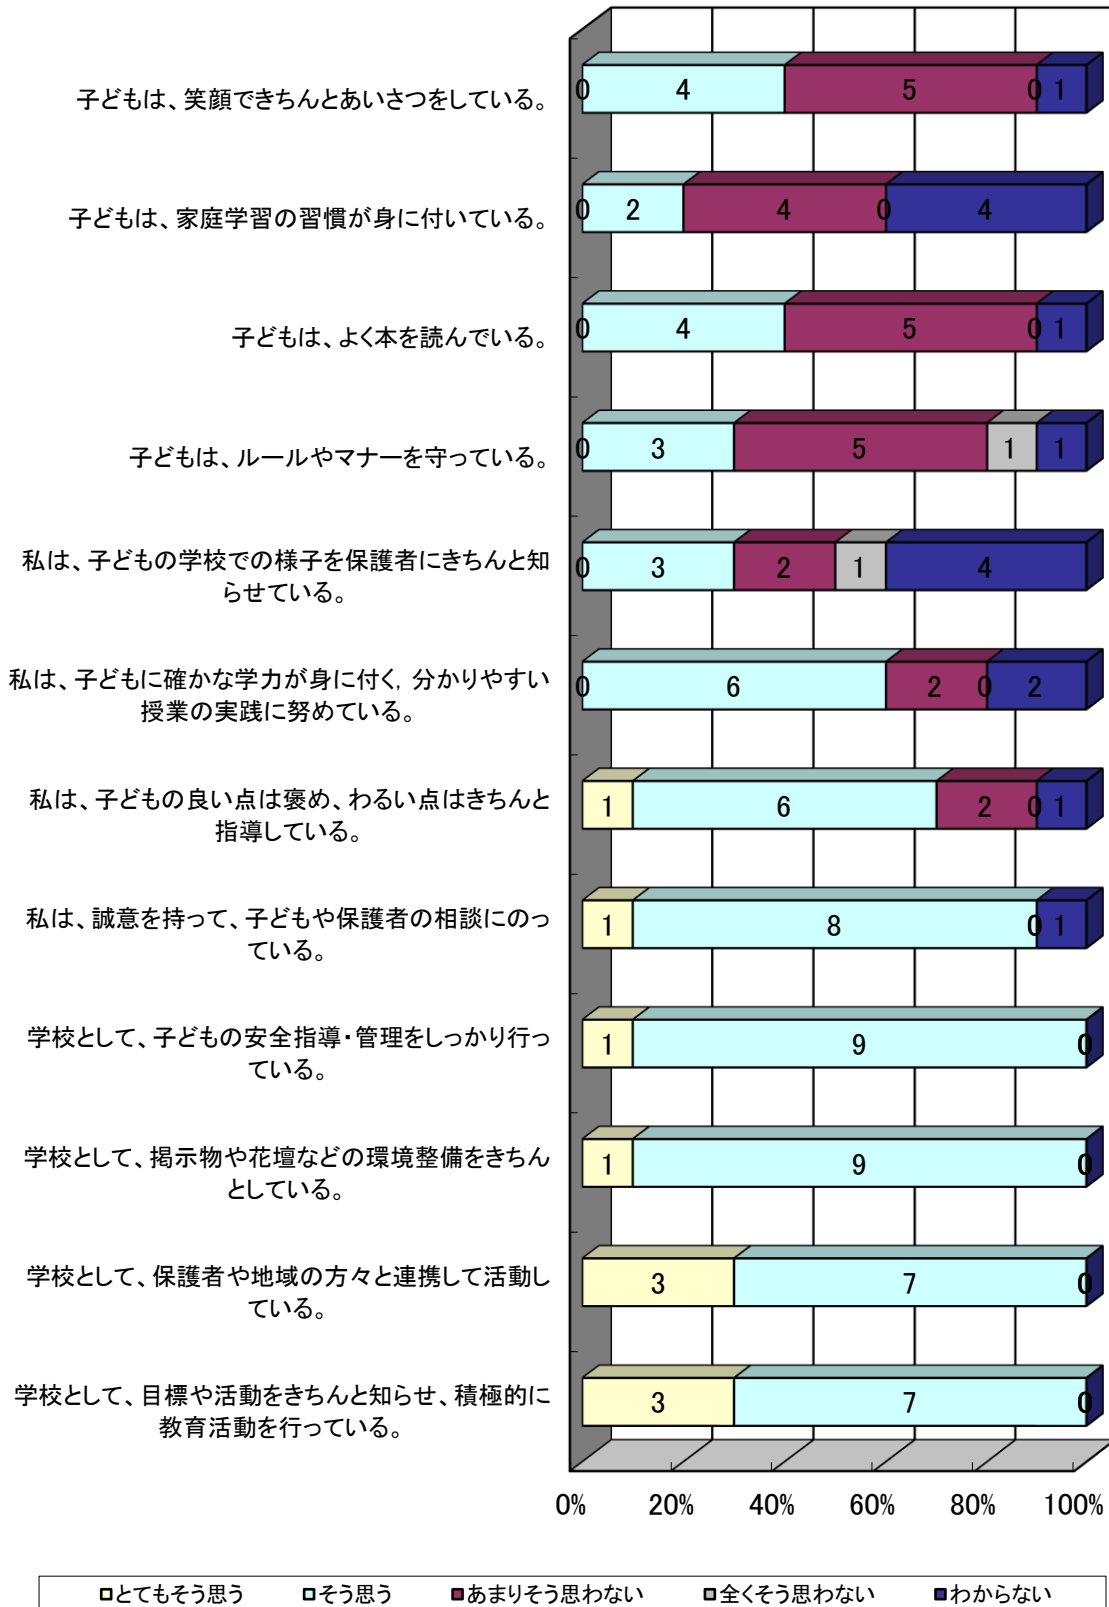 子どもは、笑顔できちんとあいさつをしている。
0 4 5 0 1
子どもは、家庭学習の習慣が身に付いている。
0 2 4 0 4
子どもは、よく本を読んでいる。
0 4 5 0 1
子どもは、ルールやマナーを守っている。
0 3 5 1 1
私は、子どもの学校での様子を保護者にきちんと知
らせている。
0 3 2 1 4
私は、子どもに確かな学力が身に付く,分かりやすい
授業の実践に努めている。
0 6 2 0 2
私は、子どもの良い点は褒め、わるい点はきちんと
指導している。
1 6 2 0 1
私は、誠意を持って、子どもや保護者の相談にのっ
ている。
1 8 0 1
学校として、子どもの安全指導・管理をしっかり行っ
ている。
1 9 0
学校として、掲示物や花壇などの環境整備をきちん
としている。
1 9 0
学校として、保護者や地域の方々と連携して活動し
ている。
3 7 0
学校として、目標や活動をきちんと知らせ、積極的に
教育活動を行っている。
3 7 0
0% 20% 40% 60% 80% 100%
とてもそう思う そう思う あまりそう思わない 全くそう思わない わからない